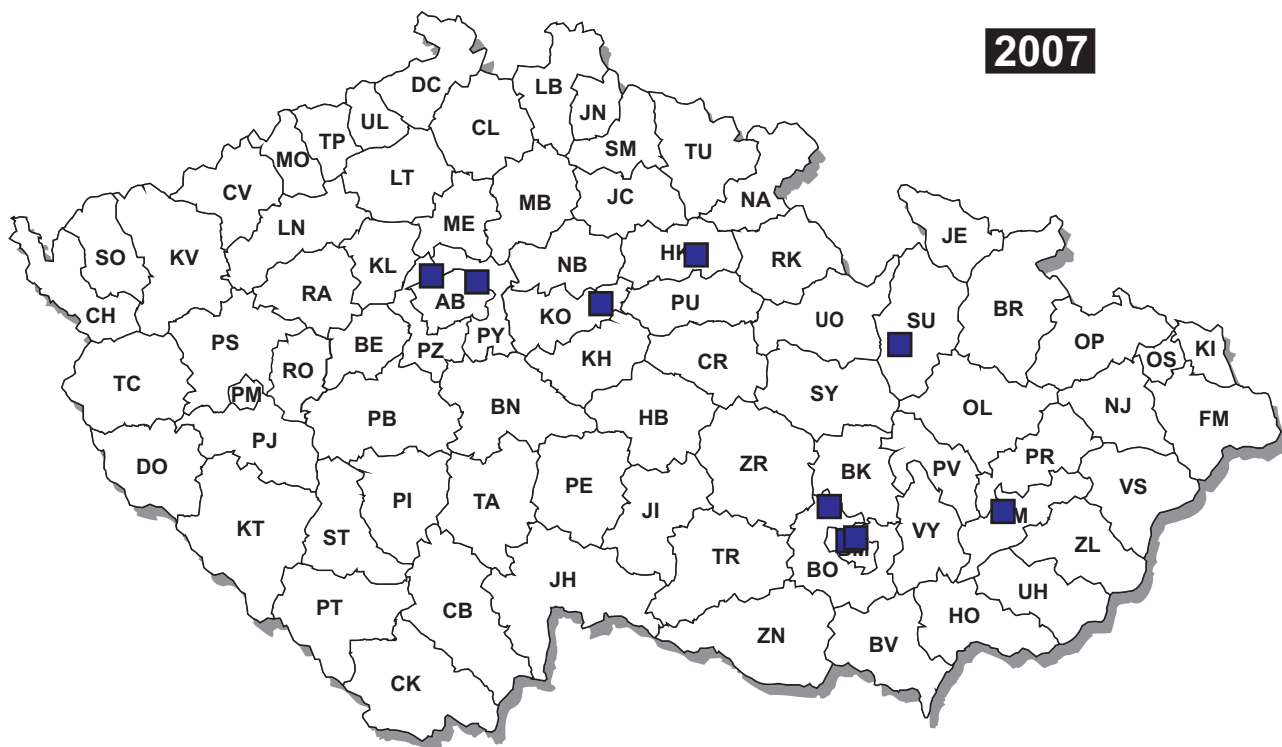 2007
DC
LB
JN
UL
CL
TP
SM
TU
MO
LT
CV
JC
NA
MB
ME
LN
JE
SO
KV
HK
KL
NB
RK
RA
AB
PU
CH
KO
UO
SU
BR
PS
BE
PZ
PY
KH
CR
OP
OS
KI
TC
RO
PM
PB
BN
HB
SY
OL
NJ
FM
PJ
DO
ZR
BK
PV
PR
VS
KT
ST
PI
TA
PE
JI
VY
ZL
TR
BO
JH
PT
CB
UH
HO
ZN
BV
CK